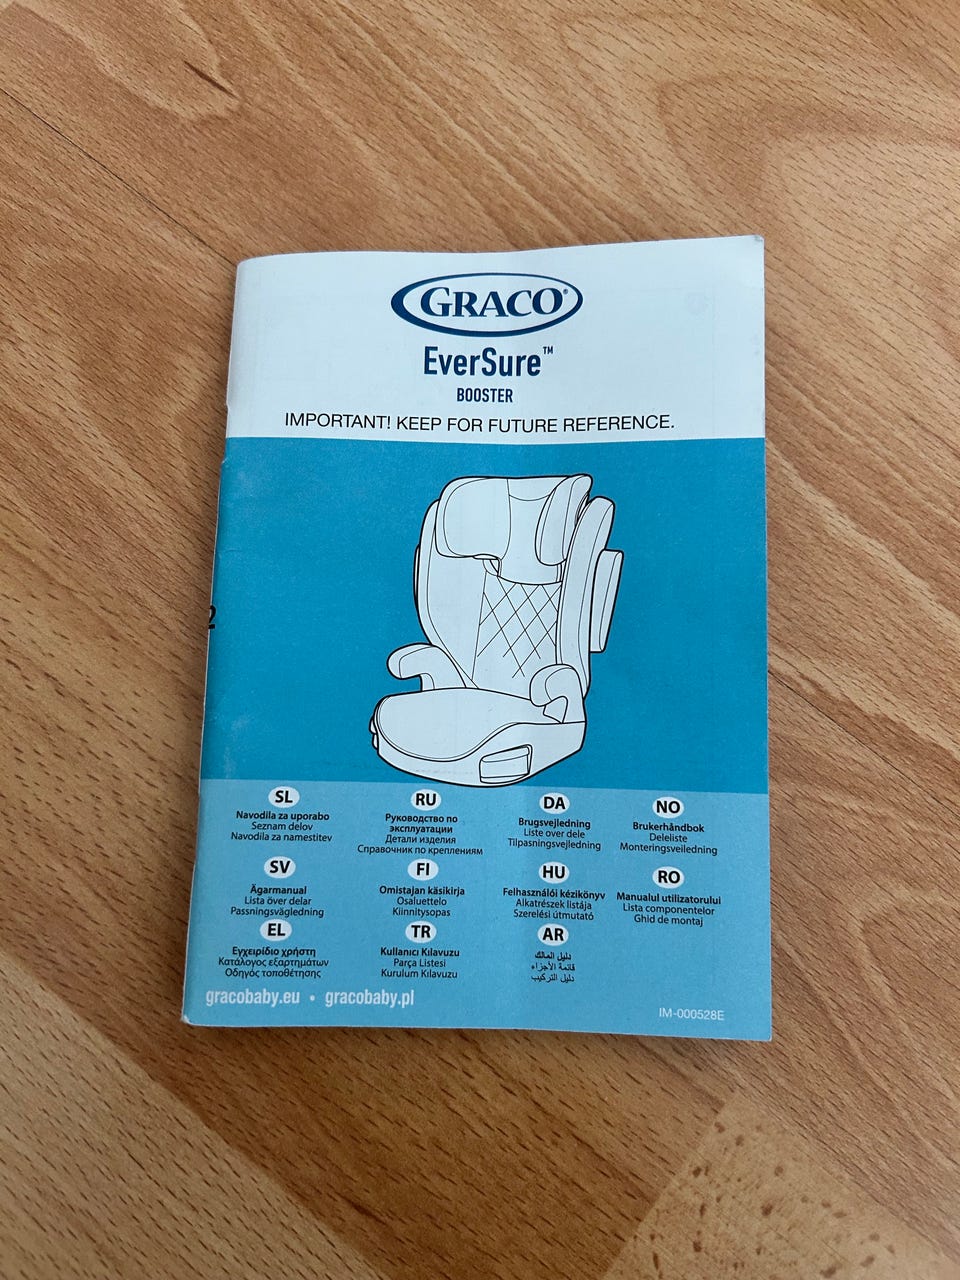 GRACO®
EverSure™
BOOSTER
IMPORTANT! KEEP FOR FUTURE REFERENCE.
2
SL
Navodila za uporabo
Seznam delov
Navodila za namestitev
RU
Руководство по
эксплуатации
Детали изделия
Справочник по креплениям
DA
Brugsvejledning
Liste over dele
Tilpasningsvejledning
NO
Brukerhåndbok
Deleliste
Monteringsveiledning
SV
Ägarmanual
Lista över delar
Passningsvägledning
FI
Omistajan käsikirja
Osaluettelo
Kiinnitysopas
HU
Felhasználói kézikönyv
Alkatrészek listája
Szerelési útmutató
RO
Manualul utilizatorului
Lista componentelor
Ghid de montaj
EL
Εγχειρίδιο χρήστη
Κατάλογος εξαρτημάτων
Οδηγός τοποθέτησης
TR
Kullanıcı Kılavuzu
Parça Listesi
Kurulum Kılavuzu
AR
دليل المالك
قائمة الأجزاء
دليل التركيب
gracobaby.eu • gracobaby.pl
IM-000528E